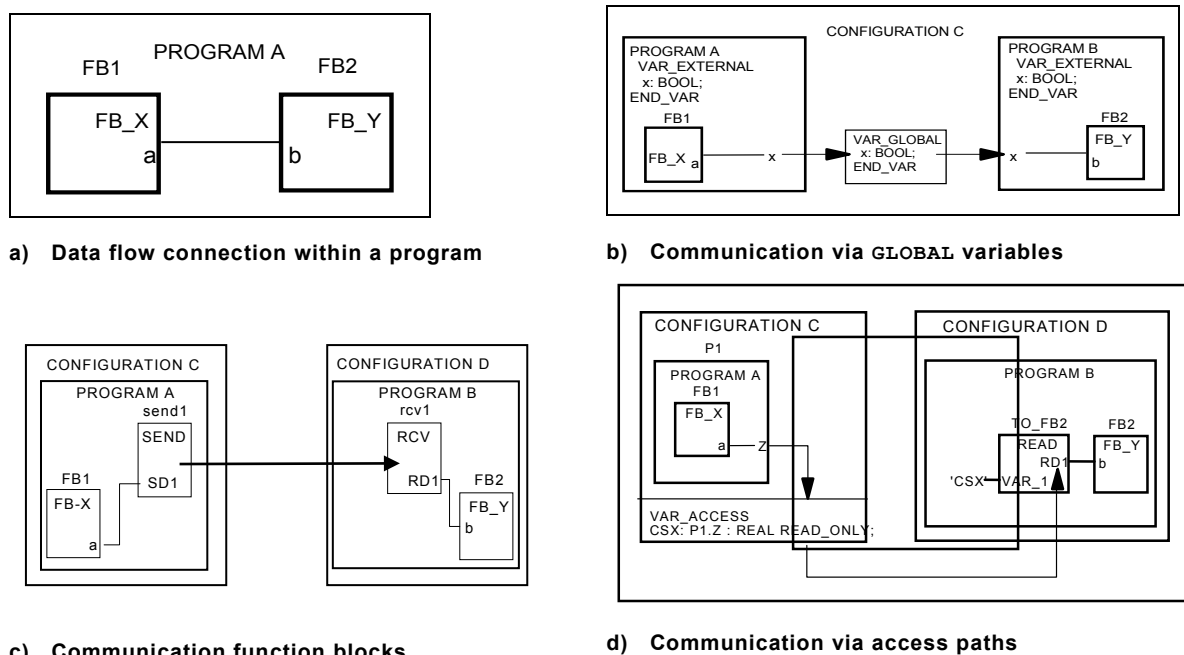 PROGRAM A
FB1
FB2
FB_X
FB_Y
a
b
a) Data flow connection within a program
CONFIGURATION C
PROGRAM A
VAR_EXTERNAL
x: BOOL;
END_VAR
FB1
FB_X
a
x
VAR_GLOBAL
x: BOOL;
END_VAR
x
PROGRAM B
VAR_EXTERNAL
x: BOOL;
END_VAR
FB2
FB_Y
b
b) Communication via GLOBAL variables
CONFIGURATION C
PROGRAM A
send1
SEND
SD1
FB1
FB-X
a
CONFIGURATION D
PROGRAM B
rcv1
RCV
RD1
FB2
FB_Y
b
c) Communication function blocks
CONFIGURATION C
P1
PROGRAM A
FB1
FB_X
a
Z
VAR_ACCESS
CSX: P1.Z : REAL READ_ONLY;
CONFIGURATION D
PROGRAM B
TO_FB2
READ
RD1
'CSX'
VAR_1
FB2
FB_Y
b
d) Communication via access paths